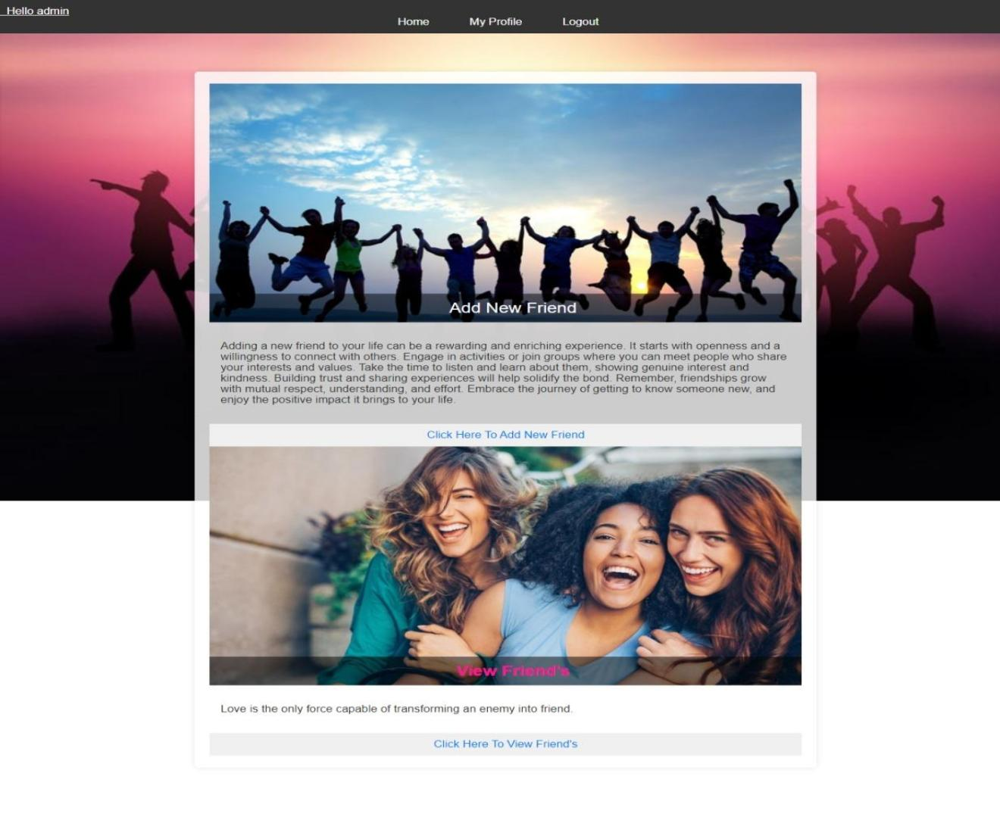 Hello admin
Home My Profile Logout
Add New Friend
Adding a new friend to your life can be a rewarding and enriching experience. It starts with openness and a
willingness to connect with others. Engage in activities or join groups where you can meet people who share
your interests and values. Take the time to listen and learn about them, showing genuine interest and
kindness. Building trust and sharing experiences will help solidify the bond. Remember, friendships grow
with mutual respect, understanding, and effort. Embrace the journey of getting to know someone new, and
enjoy the positive impact it brings to your life.
Click Here To Add New Friend
View Friend's
Love is the only force capable of transforming an enemy into friend.
Click Here To View Friend's